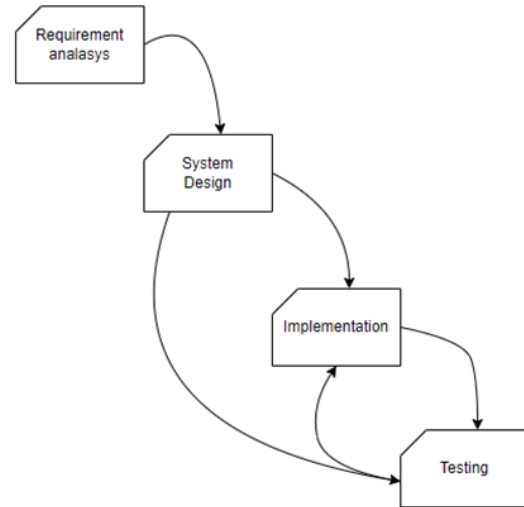 Requirement
analasys
System
Design
Implementation
Testing